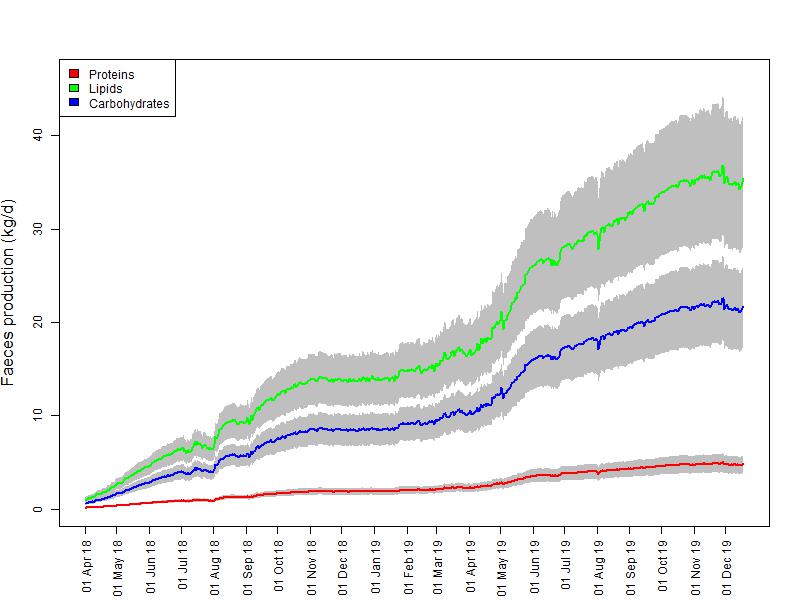 Proteins
Lipids
Carbohydrates
Faeces production (kg/d)
40
30
20
10
0
01 Apr 18
01 May 18
01 Jun 18
01 Jul 18
01 Aug 18
01 Sep 18
01 Oct 18
01 Nov 18
01 Dec 18
01 Jan 19
01 Feb 19
01 Mar 19
01 Apr 19
01 May 19
01 Jun 19
01 Jul 19
01 Aug 19
01 Sep 19
01 Oct 19
01 Nov 19
01 Dec 19